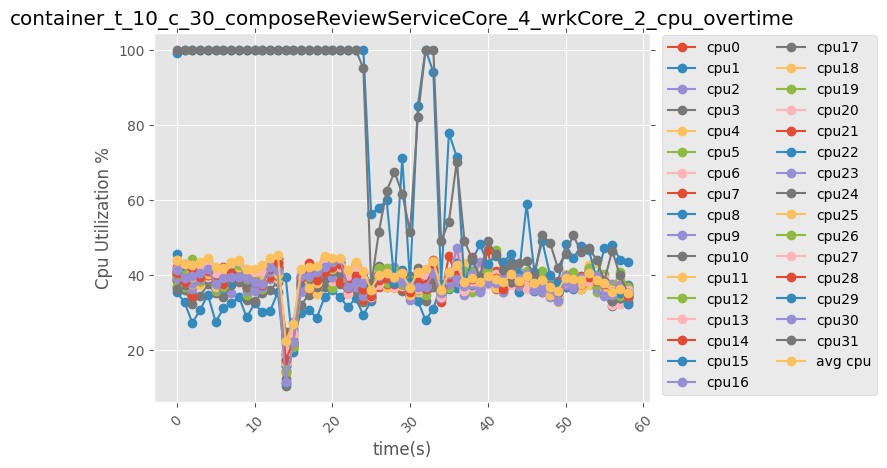 container_t_10_c_30_composeReviewServiceCore_4_wrkCore_2_cpu_overtime
Cpu Utilization %
100
80
60
40
20
0
10
20
30
40
50
60
time(s)
cpu0
cpu1
cpu2
cpu3
cpu4
cpu5
cpu6
cpu7
cpu8
cpu9
cpu10
cpu11
cpu12
cpu13
cpu14
cpu15
cpu16
cpu17
cpu18
cpu19
cpu20
cpu21
cpu22
cpu23
cpu24
cpu25
cpu26
cpu27
cpu28
cpu29
cpu30
cpu31
avg cpu